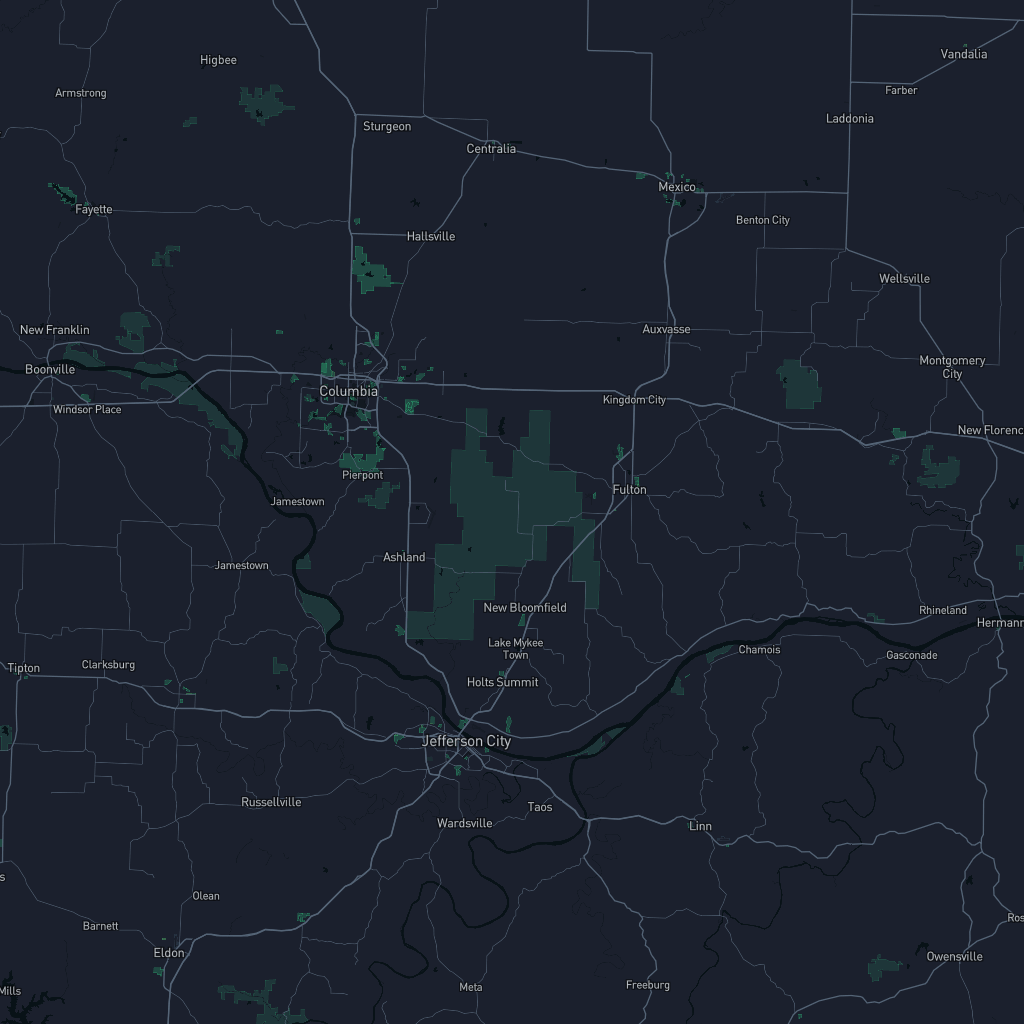 Vandalia
Higbee
Farber
Armstrong
Laddonia
Sturgeon
Centralia
Mexico
Fayette
Benton City
Hallsville
Wellsville
New Franklin
Auxvasse
Boonville
Montgomery
City
Columbia
Kingdom City
Windsor Place
New Florenc
Pierpont
Fulton
Jamestown
Ashland
Jamestown
New Bloomfield
Rhineland
Hermann
Lake Mykee
Town
Chamois
Gasconade
Clarksburg
Tipton
Holts Summit
Jefferson City
Russellville
Taos
Wardsville
Linn
s
Olean
Ros
Barnett
Eldon
Owensville
Freeburg
Meta
Mills